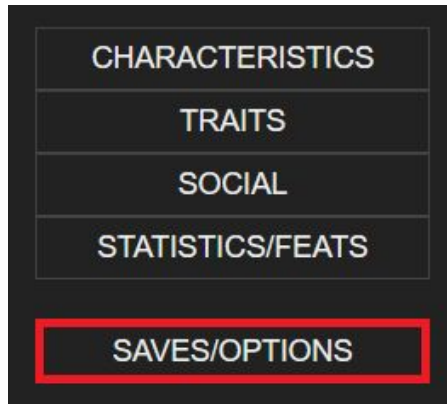 CHARACTERISTICS
TRAITS
SOCIAL
STATISTICS/FEATS
SAVES/OPTIONS